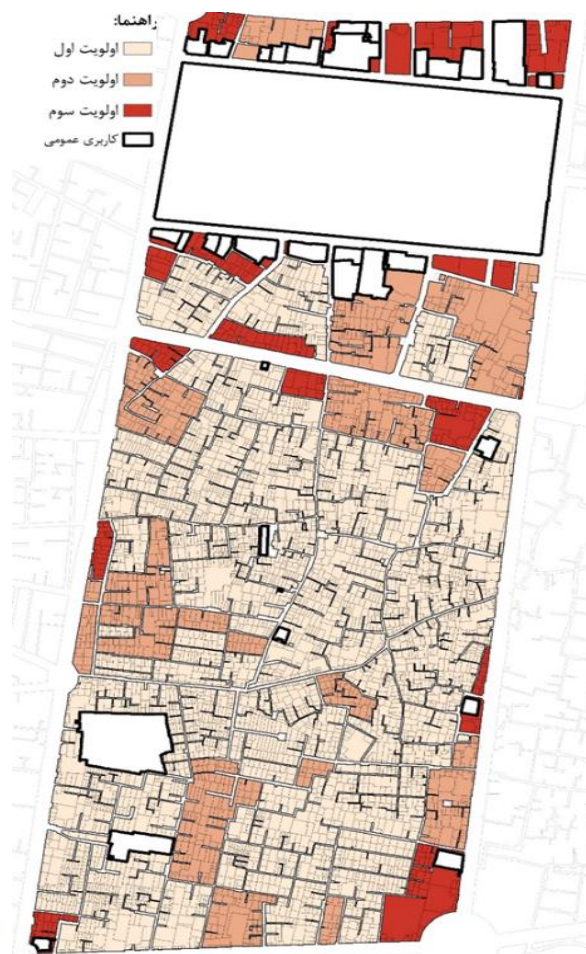 راهنما:
اولویت اول
اولویت دوم
اولویت سوم
کاربری عمومی